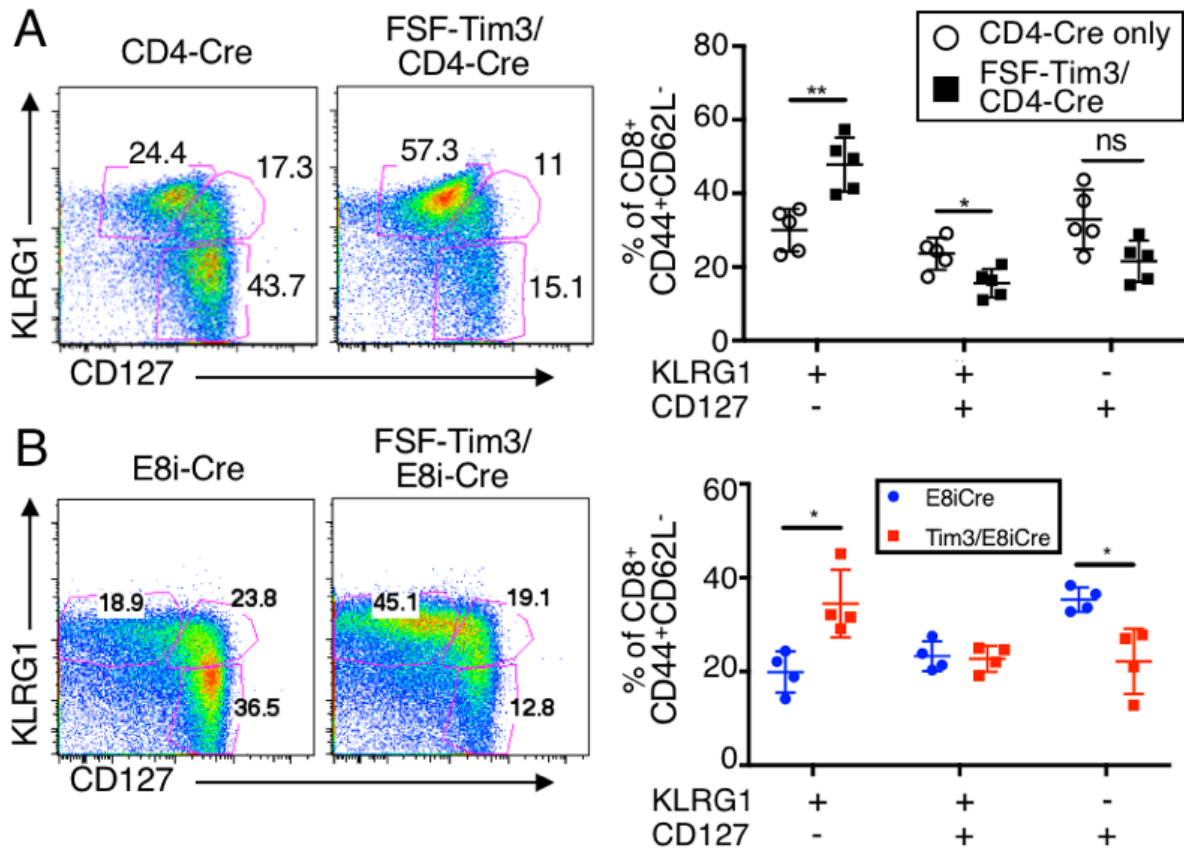 A
CD4-Cre
FSF-Tim3/
CD4-Cre
24.4
17.3
43.7
57.3
11
15.1
KLRG1
CD127
% of CD8+
CD44+CD62L-
80
60
40
20
0
CD4-Cre only
FSF-Tim3/
CD4-Cre
**
*
ns
KLRG1 + + -
CD127 - + +
B
E8i-Cre
FSF-Tim3/
E8i-Cre
18.9
23.8
36.5
45.1
19.1
12.8
KLRG1
CD127
% of CD8+
CD44+CD62L-
60
40
20
0
E8iCre
Tim3/E8iCre
*
*
KLRG1 + + -
CD127 - + +